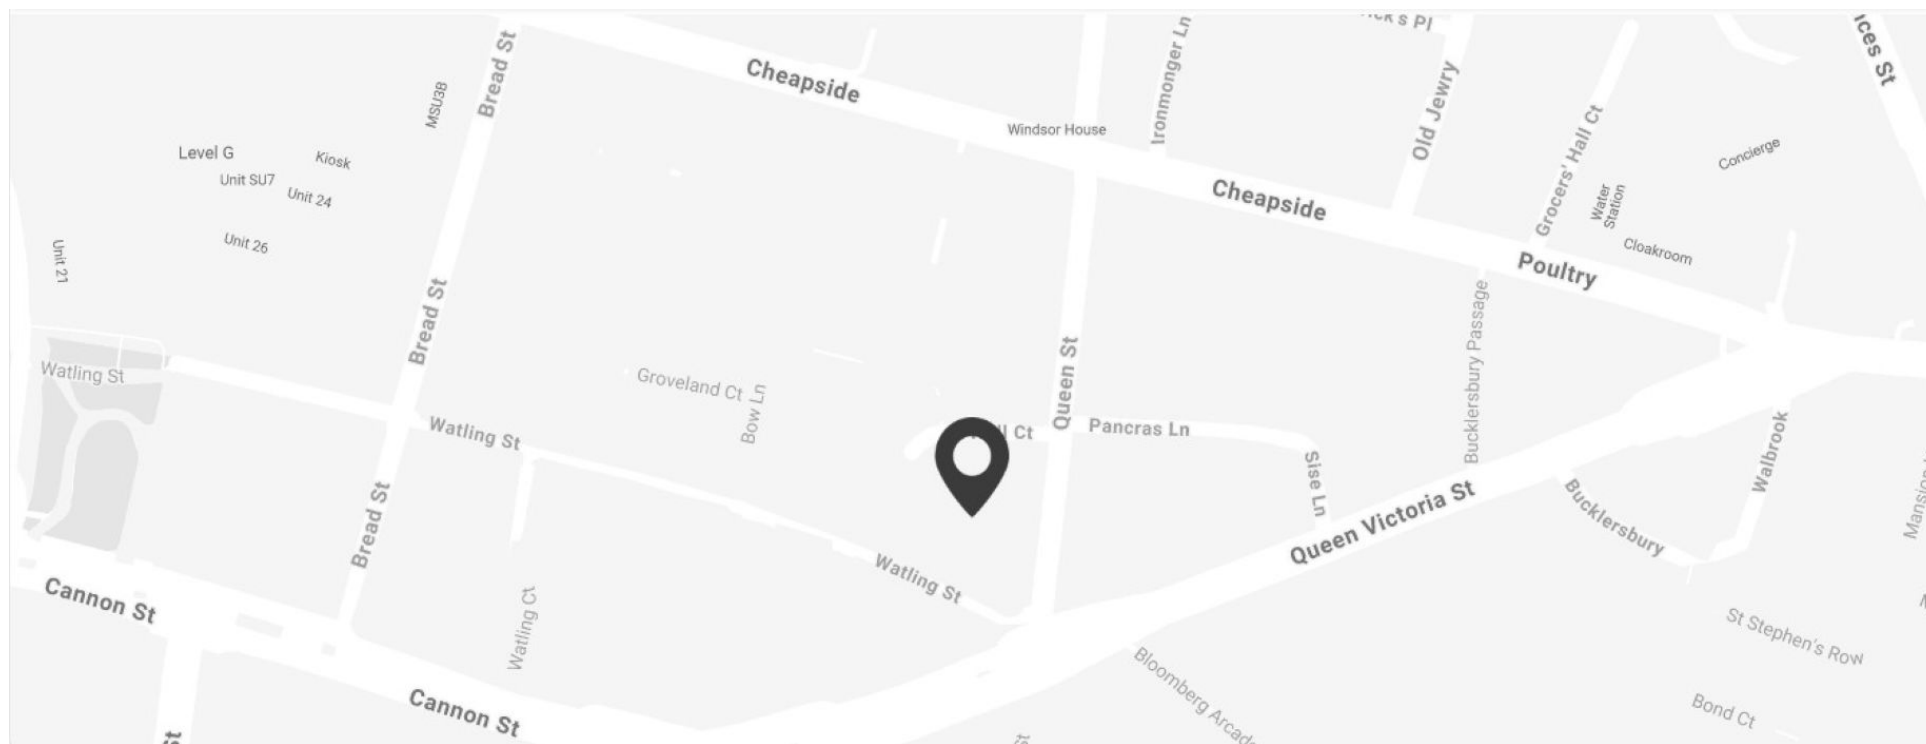 Bread St
Cheapside
Ironmonger Ln
Old Jewry
Grocers' Hall Ct
MSU3B
Windsor House
Level G
Kiosk
Unit SU7
Unit 24
Unit 26
Unit 21
Cheapside
Water
Station
Concierge
Cloakroom
Poultry
Bread St
Queen St
Bucklersbury Passage
Watling St
Groveland Ct
Bow Ln
Watling St
Ct
Pancras Ln
Sise Ln
Walbrook
Bread St
Queen Victoria St
Bucklersbury
Cannon St
Watling St
Watling Ct
St Stephen's Row
Bloomberg Arcade
Cannon St
Bond Ct
St